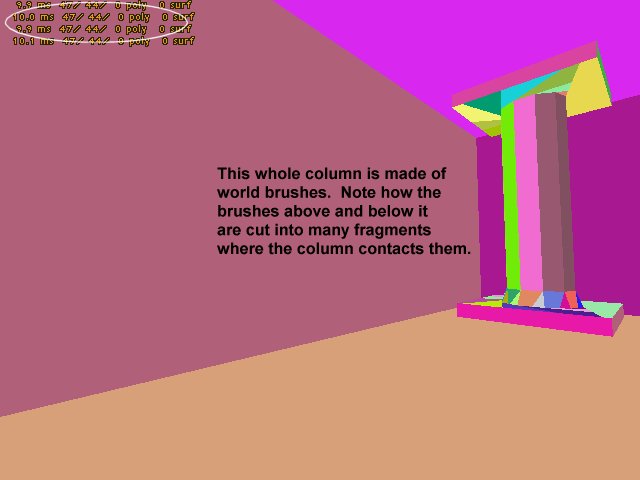 9.9 ms 47/ 44/ 0 poly 0 surf
10.0 ms 47/ 44/ 0 poly 0 surf
9.9 ms 47/ 44/ 0 poly 0 surf
10.1 ms 47/ 44/ 0 poly 0 surf
This whole column is made of
world brushes. Note how the
brushes above and below it
are cut into many fragments
where the column contacts them.